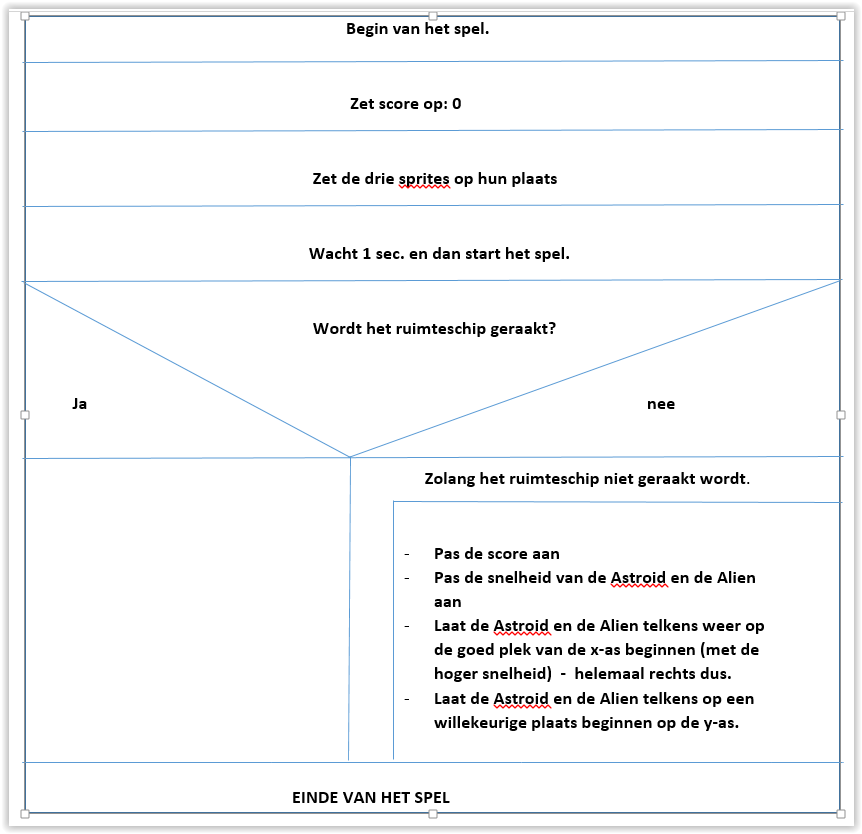 Begin van het spel.
Zet score op: 0
Zet de drie sprites op hun plaats
Wacht 1 sec. en dan start het spel.
Wordt het ruimteschip geraakt?
Ja
nee
Zolang het ruimteschip niet geraakt wordt.
- Pas de score aan
- Pas de snelheid van de Astroid en de Alien
aan
- Laat de Astroid en de Alien telkens weer op
de goed plek van de x-as beginnen (met de
hoger snelheid) - helemaal rechts dus.
- Laat de Astroid en de Alien telkens op een
willekeurige plaats beginnen op de y-as.
EINDE VAN HET SPEL